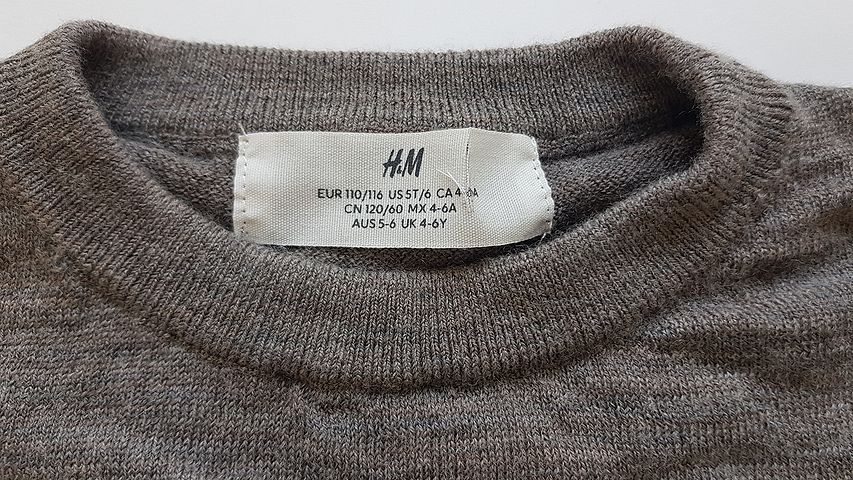 H&M
EUR 110/116 US 5T/6 CA 4-6A
CN 120/60 MX 4-6A
AUS 5-6 UK 4-6Y